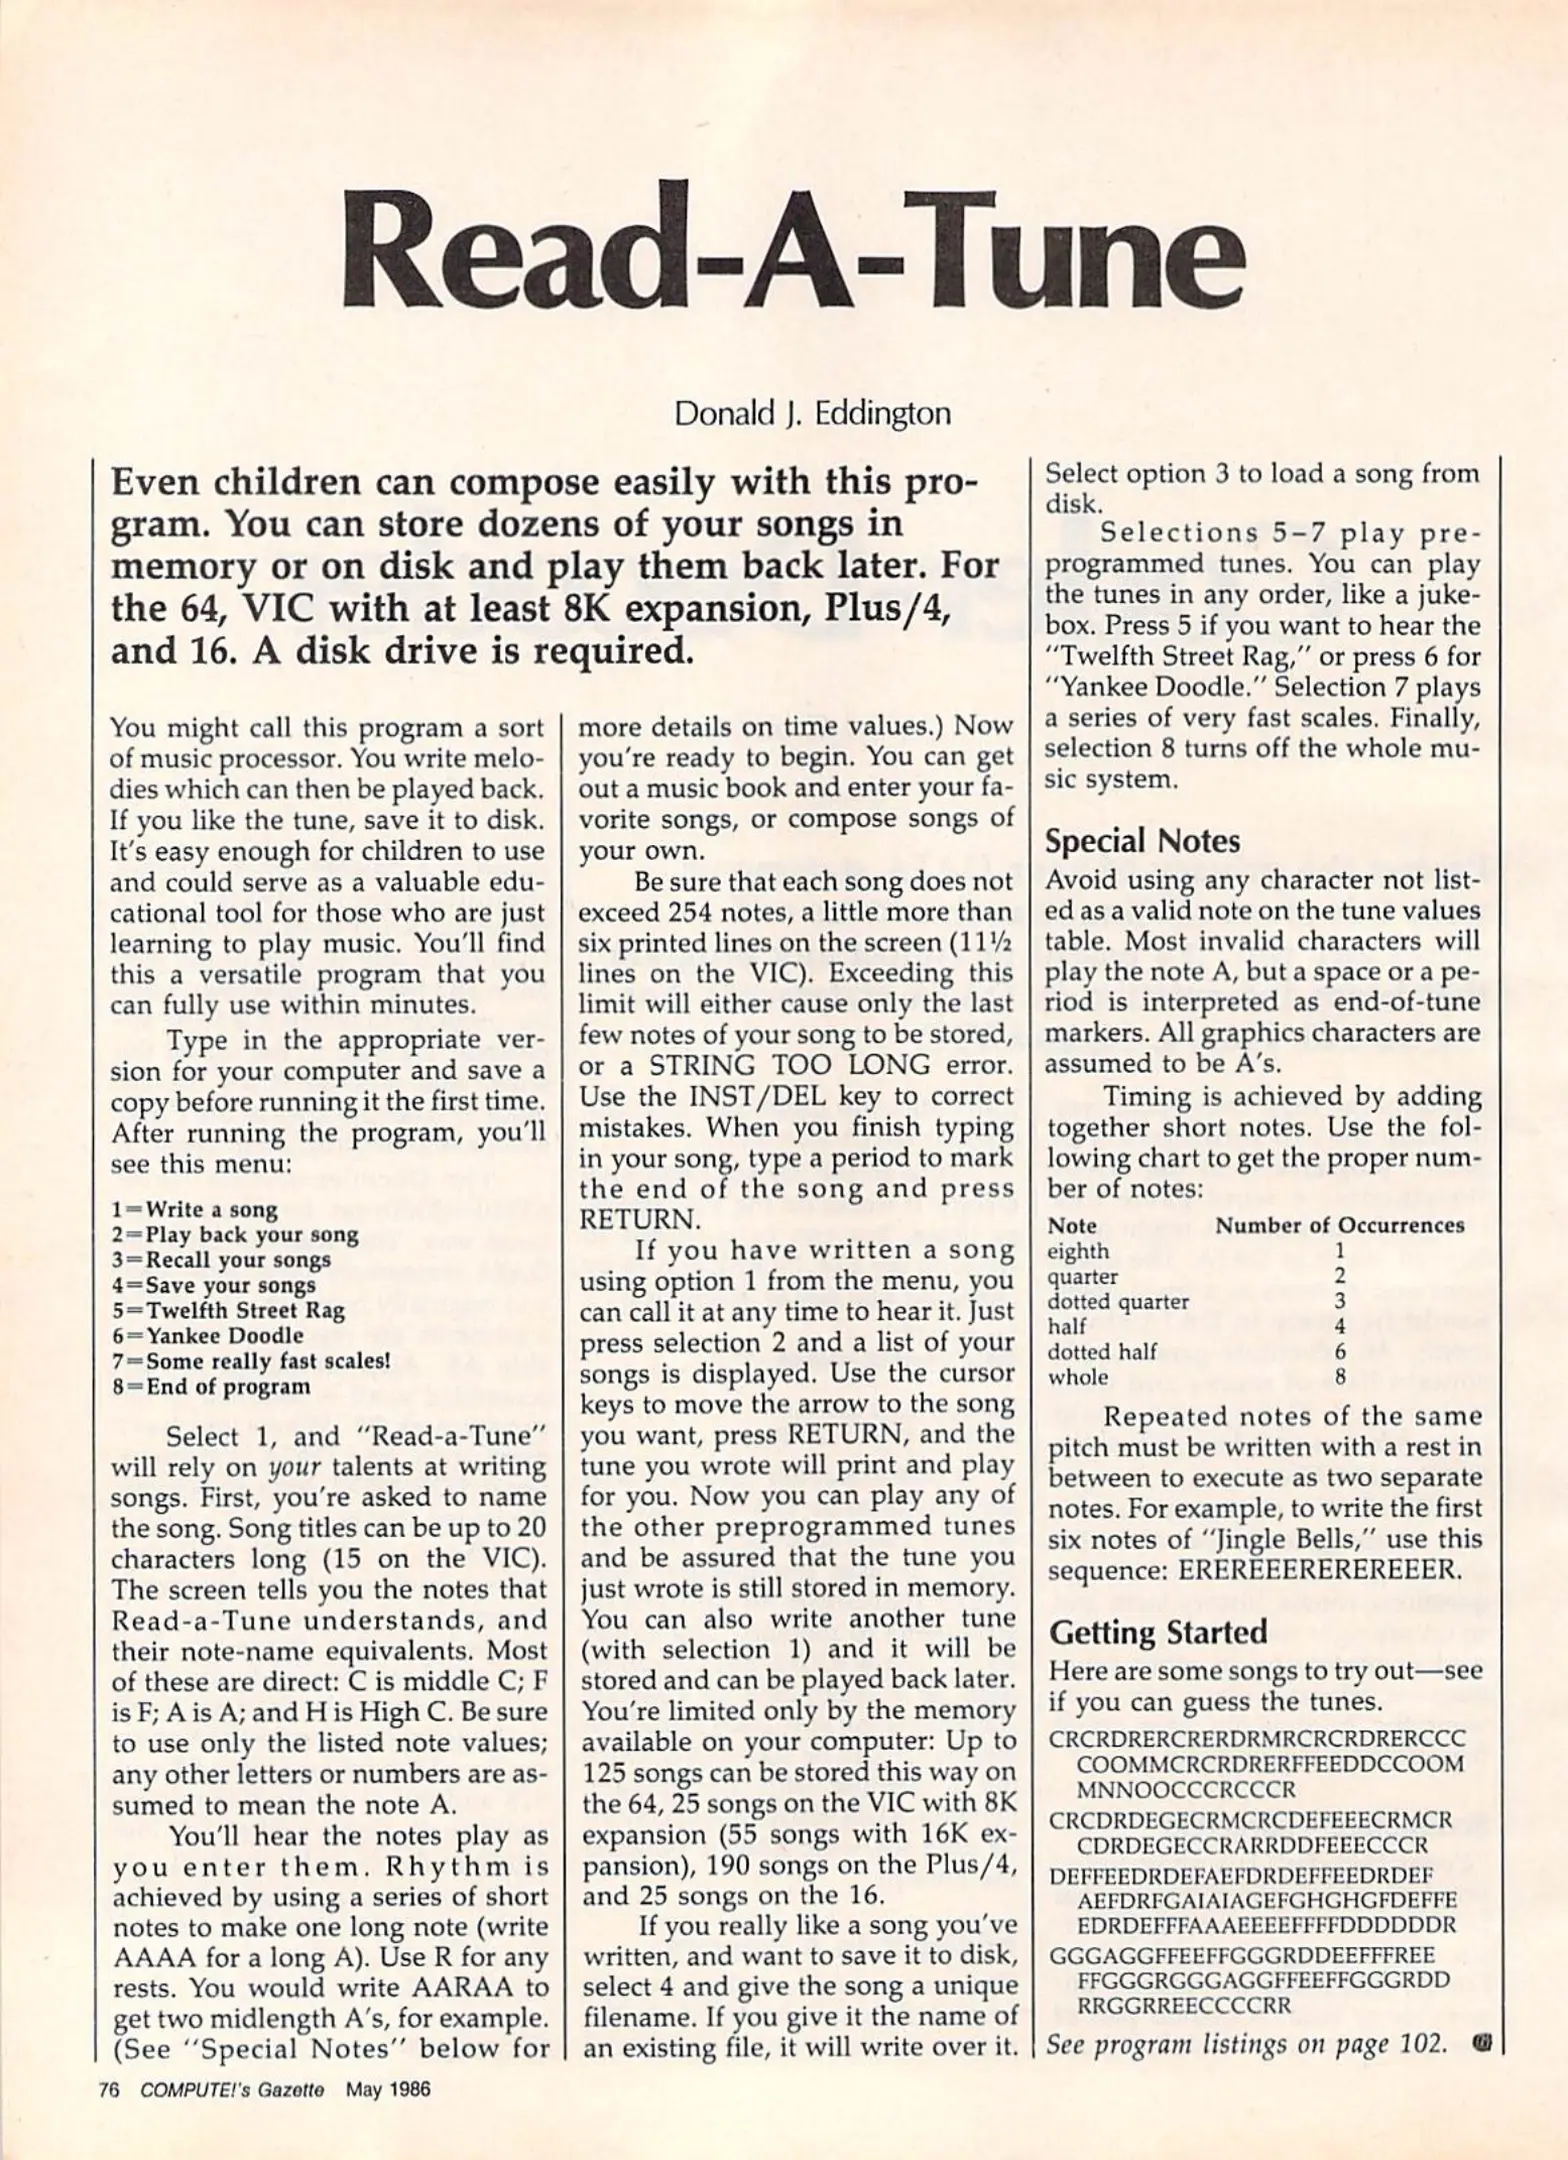 Read-A-Tune
Donald J. Eddington
Even children can compose easily with this pro-
gram. You can store dozens of your songs in
memory or on disk and play them back later. For
the 64, VIC with at least 8K expansion, Plus/4,
and 16. A disk drive is required.
You might call this program a sort
of music processor. You write melo-
dies which can then be played back.
If you like the tune, save it to disk.
It's easy enough for children to use
and could serve as a valuable edu-
cational tool for those who are just
learning to play music. You'll find
this a versatile program that you
can fully use within minutes.
Type in the appropriate ver-
sion for your computer and save a
copy before running it the first time.
After running the program, you'll
see this menu:
1=Write a song
2=Play back your song
3=Recall your songs
4=Save your songs
5=Twelfth Street Rag
6=Yankee Doodle
7=Some really fast scales!
8=End of program
Select 1, and "Read-a-Tune"
will rely on your talents at writing
songs. First, you're asked to name
the song. Song titles can be up to 20
characters long (15 on the VIC).
The screen tells you the notes that
Read-a-Tune understands, and
their note-name equivalents. Most
of these are direct: C is middle C; F
is F; A is A; and H is High C. Be sure
to use only the listed note values;
any other letters or numbers are as-
sumed to mean the note A.
You'll hear the notes play as
you enter them. Rhythm is
achieved by using a series of short
notes to make one long note (write
AAAA for a long A). Use R for any
rests. You would write AARAA to
get two midlength A's, for example.
(See "Special Notes" below for
more details on time values.) Now
you're ready to begin. You can get
out a music book and enter your fa-
vorite songs, or compose songs of
your own.
Be sure that each song does not
exceed 254 notes, a little more than
six printed lines on the screen (11½
lines on the VIC). Exceeding this
limit will either cause only the last
few notes of your song to be stored,
or a STRING TOO LONG error.
Use the INST/DEL key to correct
mistakes. When you finish typing
in your song, type a period to mark
the end of the song and press
RETURN.
If you have written a song
using option 1 from the menu, you
can call it at any time to hear it. Just
press selection 2 and a list of your
songs is displayed. Use the cursor
keys to move the arrow to the song
you want, press RETURN, and the
tune you wrote will print and play
for you. Now you can play any of
the other preprogrammed tunes
and be assured that the tune you
just wrote is still stored in memory.
You can also write another tune
(with selection 1) and it will be
stored and can be played back later.
You're limited only by the memory
available on your computer: Up to
125 songs can be stored this way on
the 64, 25 songs on the VIC with 8K
expansion (55 songs with 16K ex-
pansion), 190 songs on the Plus/4,
and 25 songs on the 16.
If you really like a song you've
written, and want to save it to disk,
select 4 and give the song a unique
filename. If you give it the name of
an existing file, it will write over it.
Select option 3 to load a song from
disk.
Selections 5–7 play pre-
programmed tunes. You can play
the tunes in any order, like a juke-
box. Press 5 if you want to hear the
"Twelfth Street Rag," or press 6 for
"Yankee Doodle." Selection 7 plays
a series of very fast scales. Finally,
selection 8 turns off the whole mu-
sic system.
Special Notes
Avoid using any character not list-
ed as a valid note on the tune values
table. Most invalid characters will
play the note A, but a space or a pe-
riod is interpreted as end-of-tune
markers. All graphics characters are
assumed to be A's.
Timing is achieved by adding
together short notes. Use the fol-
lowing chart to get the proper num-
ber of notes:
Note Number of Occurrences
eighth 1
quarter 2
dotted quarter 3
half 4
dotted half 6
whole 8
Repeated notes of the same
pitch must be written with a rest in
between to execute as two separate
notes. For example, to write the first
six notes of "Jingle Bells," use this
sequence: EREREEEREREREEER.
Getting Started
Here are some songs to try out—see
if you can guess the tunes.
CRCRDRERCRERDRMRCRCRDRERCCC
COOMMCRCRDRERFFEEDDCCOOM
MNNOOCCCRCCCR
CRCDRDEGECRMCRCDEFEEECRMCR
CDRDEGECCRARRDDFEEECCCR
DEFFEEDRDEFAEFDRDEFFEEDRDEF
AEFDRFGAIAIAGEFGHGHGFDEFFE
EDRDEFFFAAAEEEEFFFFDDDDDDR
GGGAGGFFEEFFGGGRDDEEFFFREE
FFGGGRGGGAGGFFEEFFGGGRDD
RRGGRREECCCCRR
See program listings on page 102.
76 COMPUTE!'s Gazette May 1986